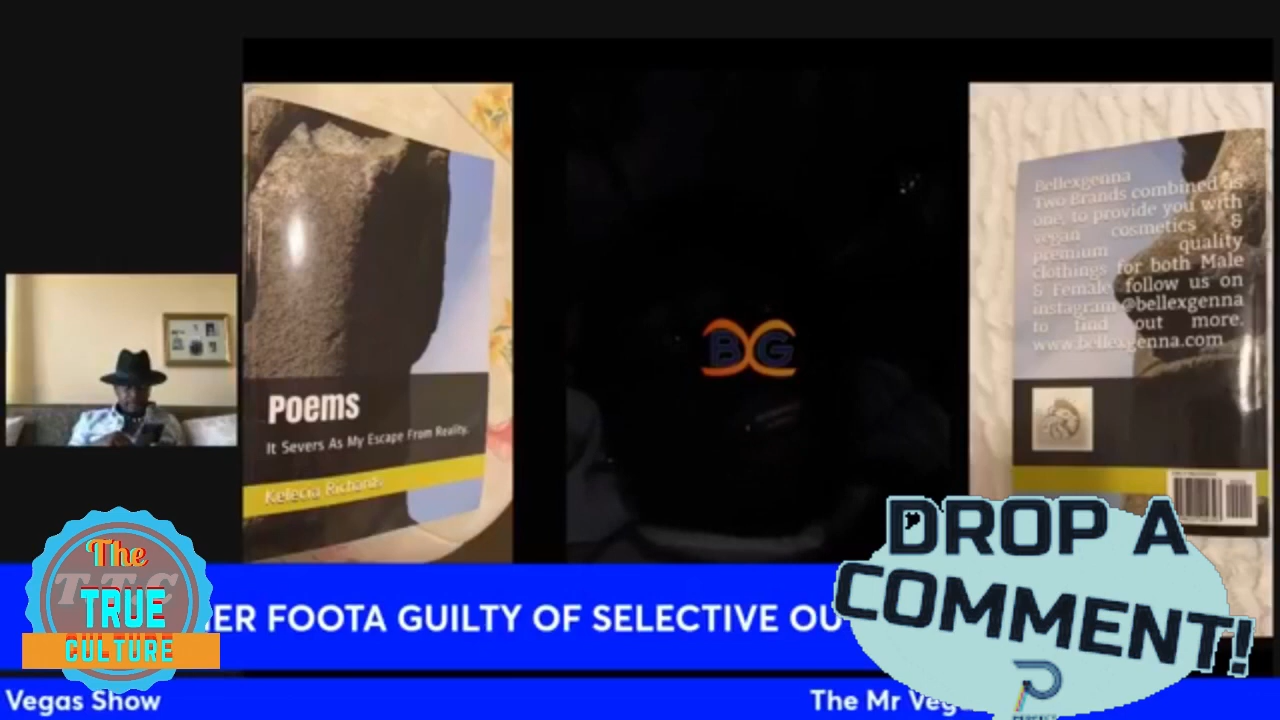 Poems
It Severs As My Escape From Reality.
Kelecia Richards
BG
Bellexgenna
Two Brands combined as
one, to provide you with
vegan cosmetics &
premium quality
clothings for both Male
& Female, follow us on
instagram @bellexgenna
to find out more.
www.bellexgenna.com
The
TTC
TRUE
CULTURE
ER FOOTA GUILTY OF SELECTIVE OU
DROP A
COMMENT!
Vegas Show
The Mr Veg